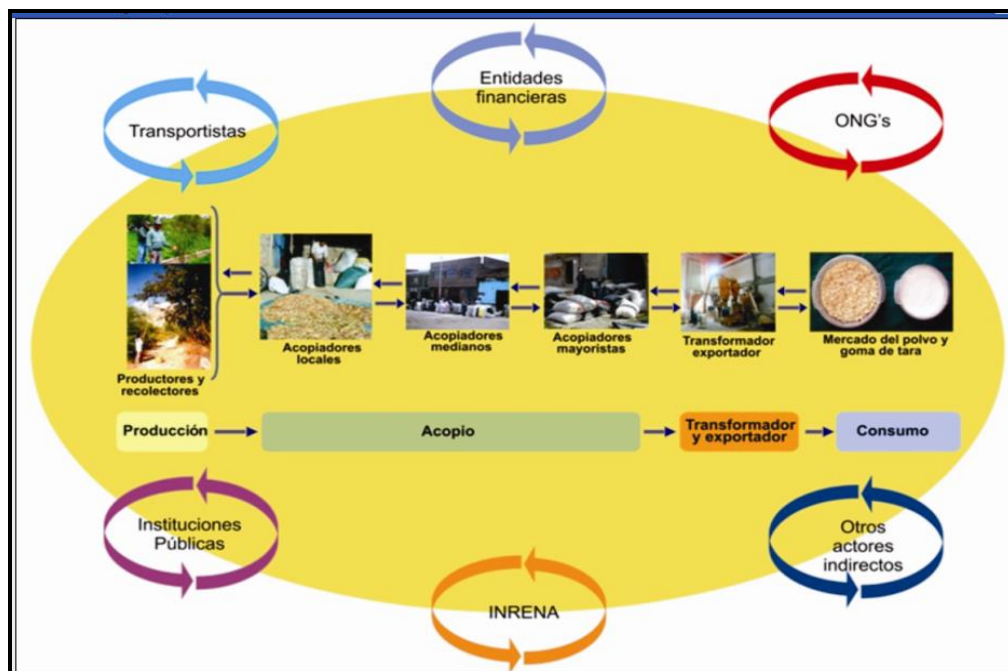 Entidades
financieras
Transportistas
ONG's
Productores y
recolectores
Acopiadores
locales
Acopiadores
medianos
Acopiadores
mayoristas
Transformador
exportador
Mercado del polvo y
goma de tara
Producción
Acopio
Transformador
y exportador
Consumo
Instituciones
Públicas
INRENA
Otros
actores
indirectos